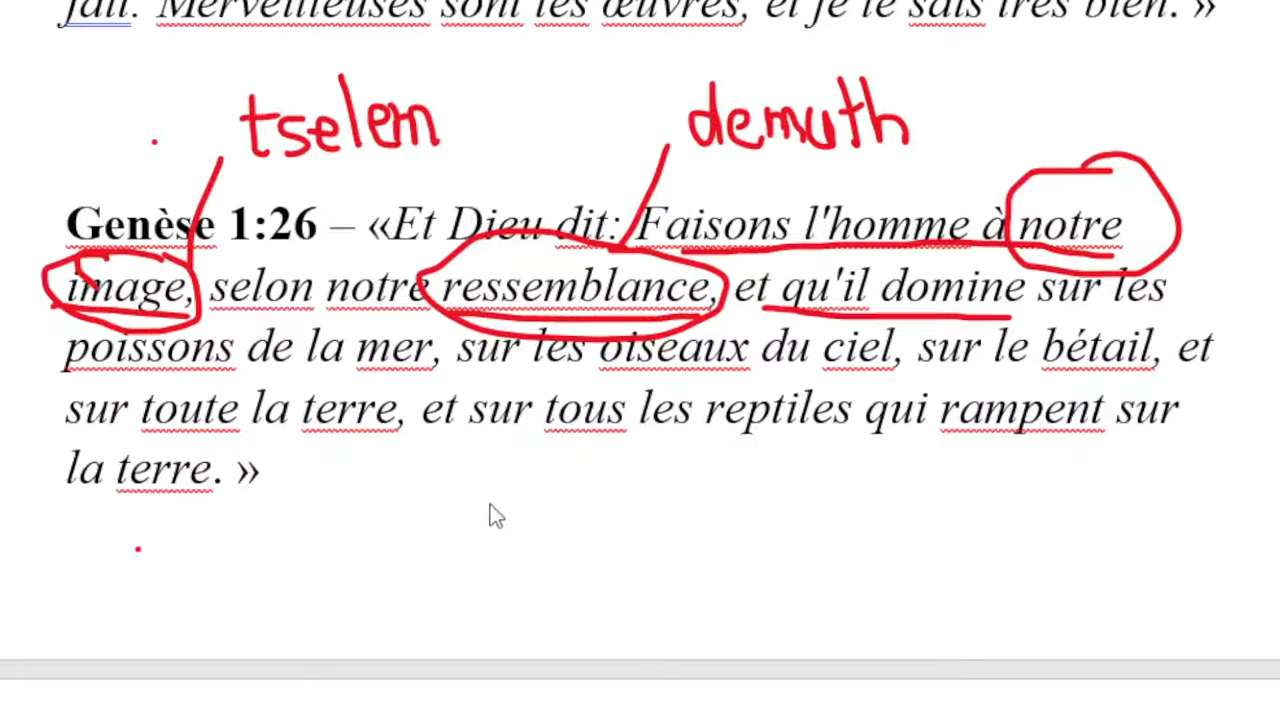 fait. Merveilleuses sont tes œuvres, et je le sais très bien. »
tselem demuth
Genèse 1:26 – «Et Dieu dit: Faisons l'homme à notre
image, selon notre ressemblance, et qu'il domine sur les
poissons de la mer, sur les oiseaux du ciel, sur le bétail, et
sur toute la terre, et sur tous les reptiles qui rampent sur
la terre. »